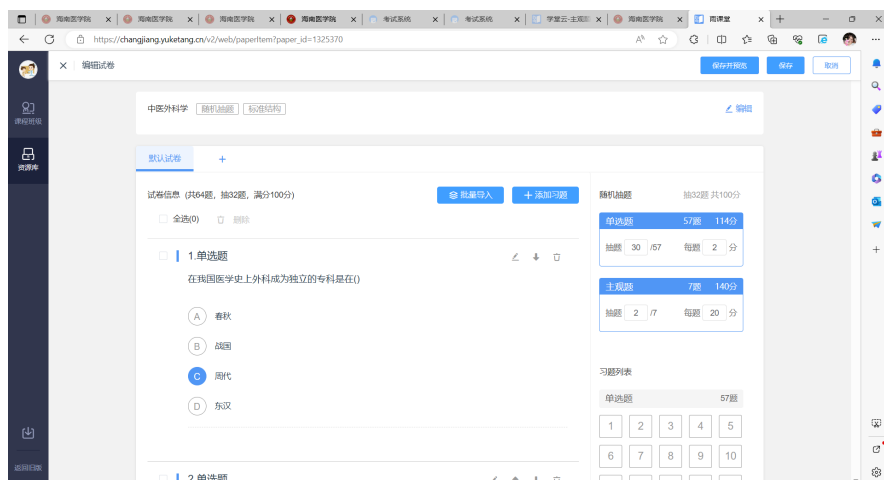 海南医学院 海南医学院 海南医学院 海南医学院 考试系统 考试系统 学堂云-主观题 海南医学院 雨课堂
https://changjiang.yuketang.cn/v2/web/paperItem?paper_id=1325370
编辑试卷 保存并预览 保存 取消
课程班级
资源库
返回旧版
中医外科学 随机抽题 标准结构 编辑
默认试卷 +
试卷信息 (共64题, 抽32题, 满分100分) 批量导入 + 添加习题
全选(0) 删除
1.单选题
在我国医学史上外科成为独立的专科是在()
A 春秋
B 战国
C 周代
D 东汉
2.单选题
随机抽题 抽32题 共100分
单选题 57题 114分
抽题 30 /57 每题 2 分
主观题 7题 140分
抽题 2 /7 每题 20 分
习题列表
单选题 57题
1 2 3 4 5
6 7 8 9 10